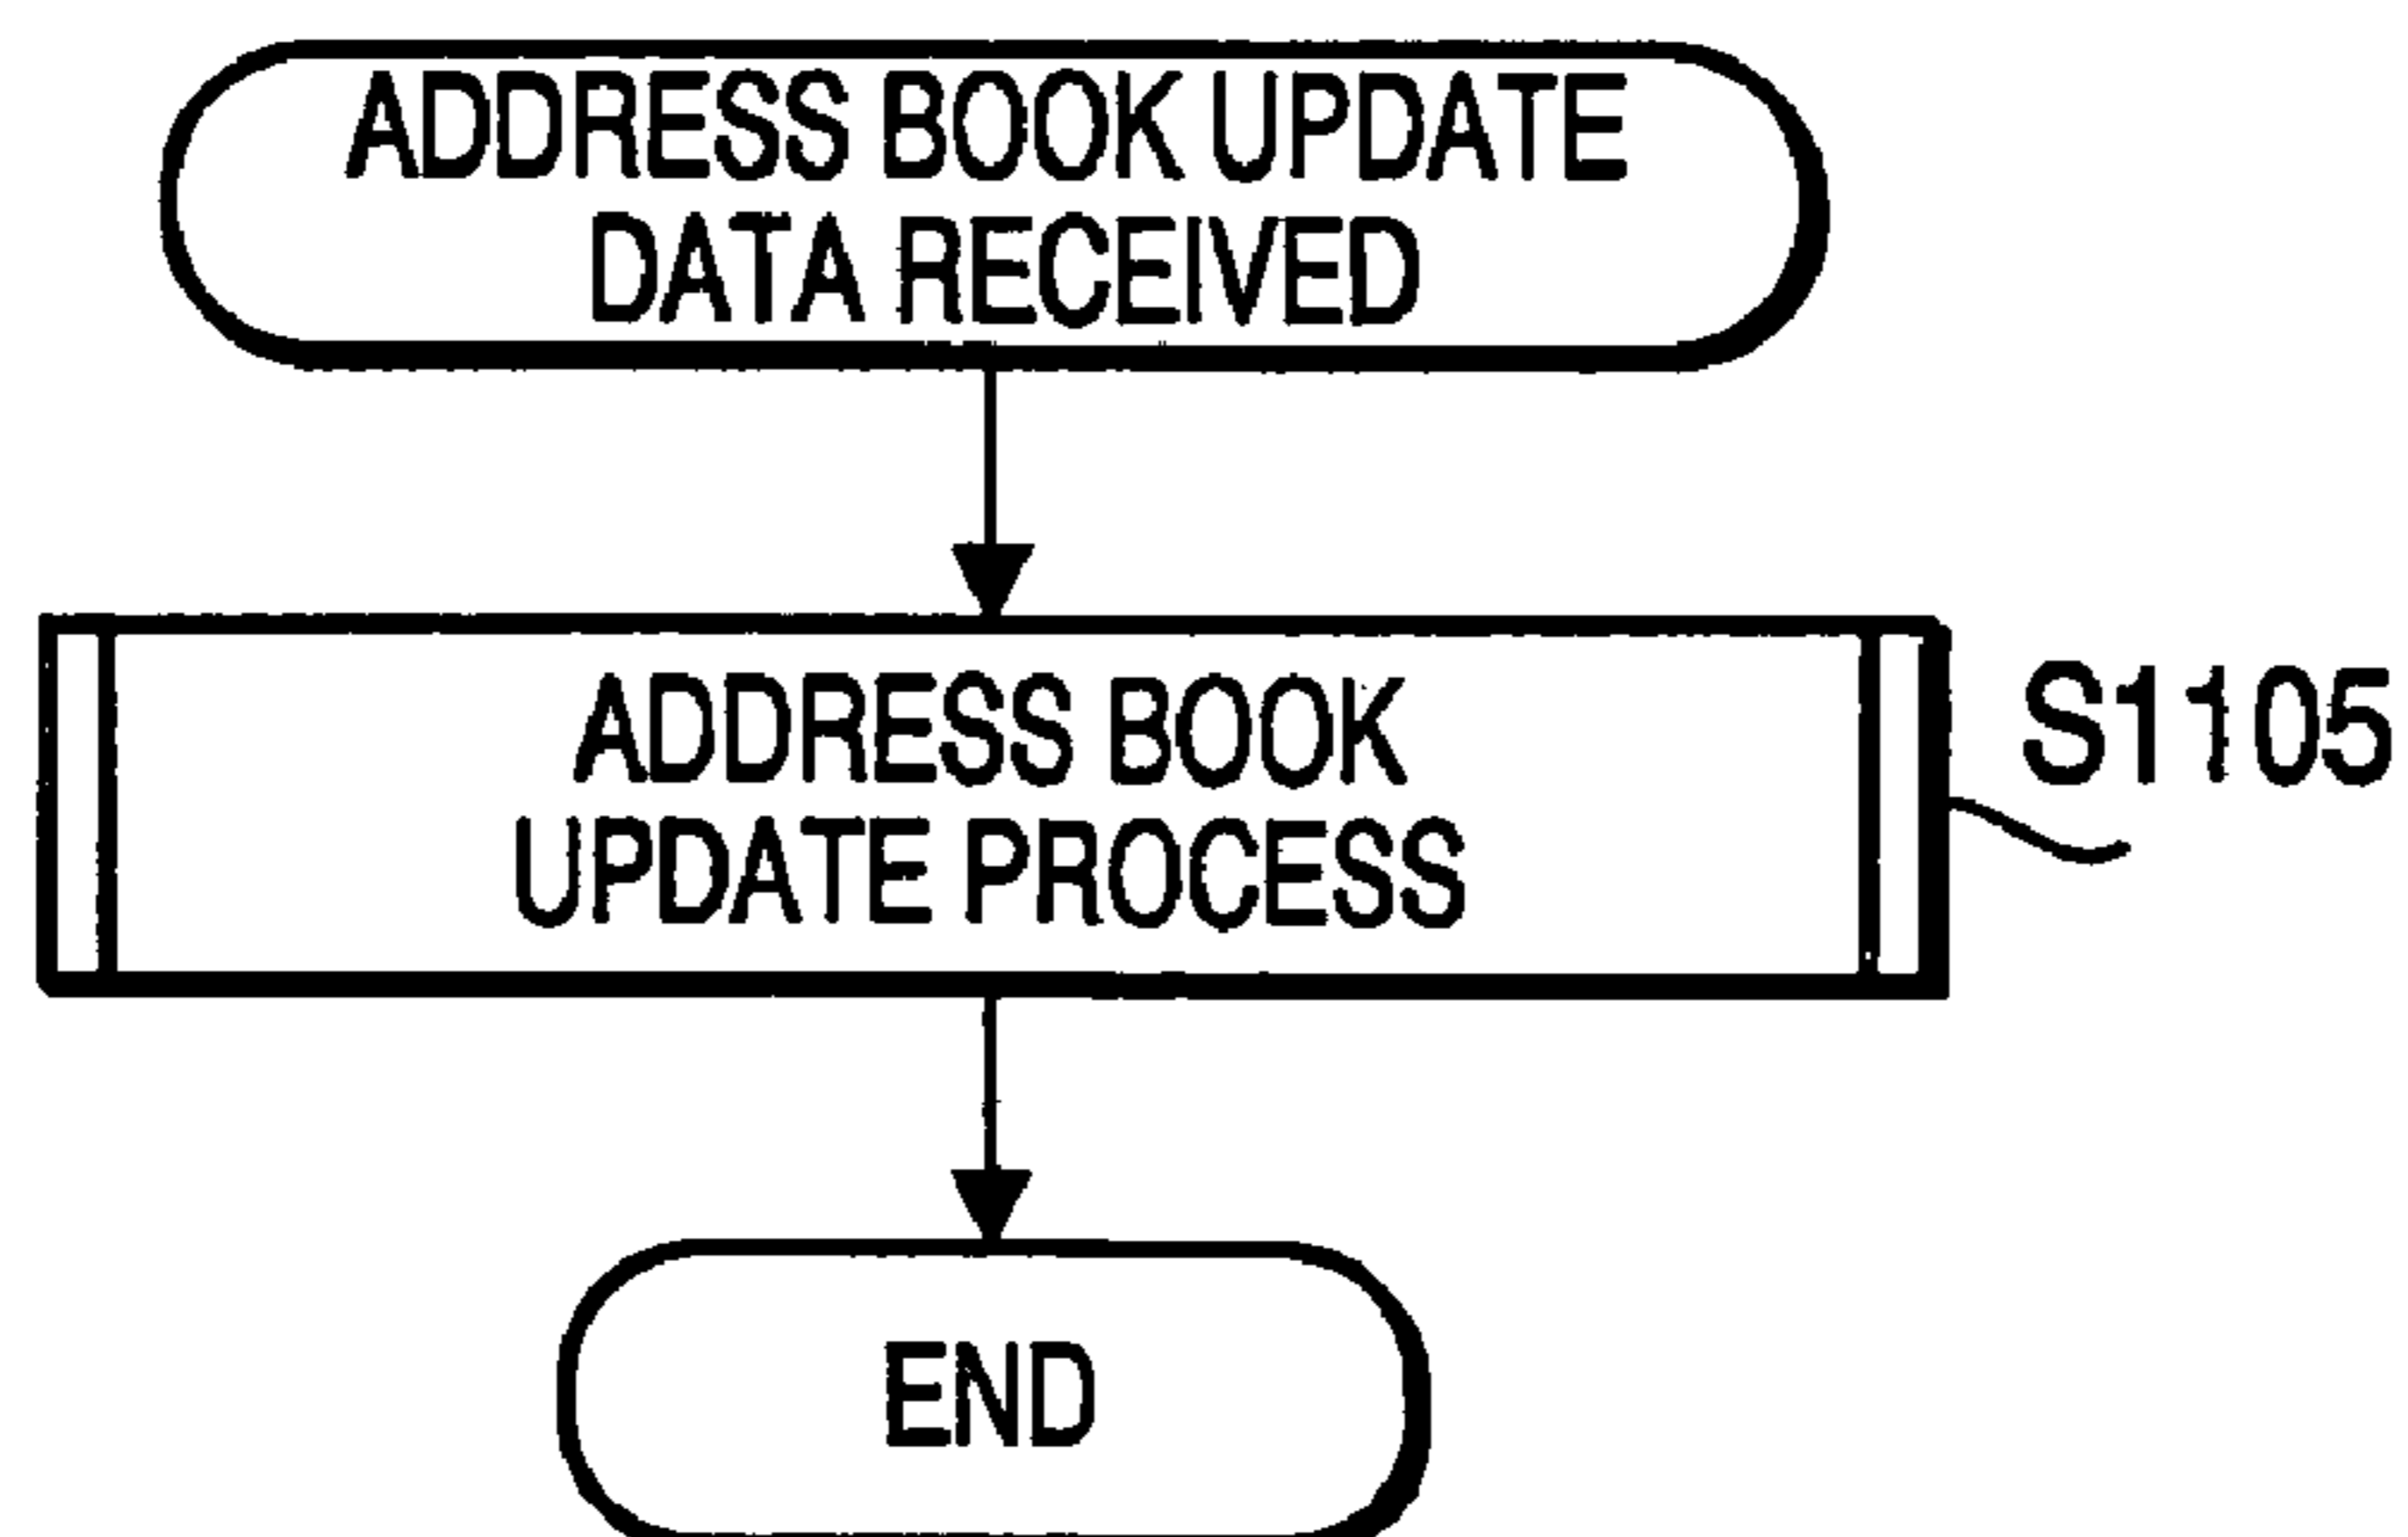 ADDRESS BOOK UPDATE
DATA RECEIVED
ADDRESS BOOK
UPDATE PROCESS
S1105
END